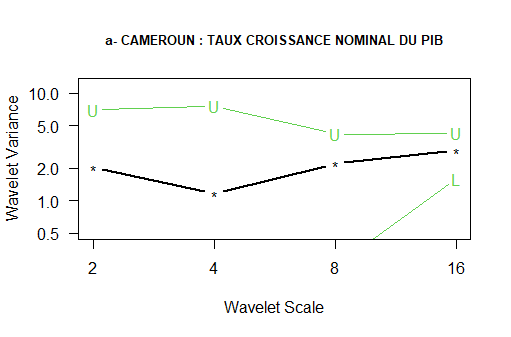 a- CAMEROUN : TAUX CROISSANCE NOMINAL DU PIB
Wavelet Variance
10.0
5.0
2.0
1.0
0.5
U U U U
* * * *
L
2 4 8 16
Wavelet Scale